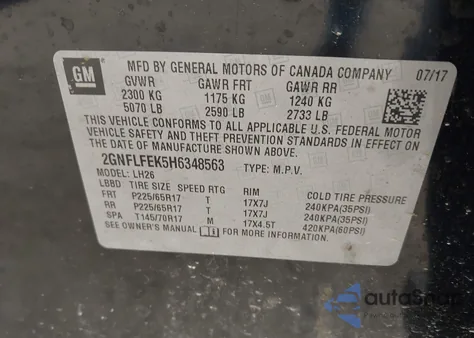 GM
MFD BY GENERAL MOTORS OF CANADA COMPANY 07/17
GVWR GAWR FRT GAWR RR
2300 KG 1175 KG 1240 KG
5070 LB 2590 LB 2733 LB
THIS VEHICLE CONFORMS TO ALL APPLICABLE U.S. FEDERAL MOTOR
VEHICLE SAFETY AND THEFT PREVENTION STANDARDS IN EFFECT ON
THE DATE OF MANUFACTURE SHOWN ABOVE.
2GNFLFEK5H6348563 TYPE: M.P.V.
MODEL: LH26
LBBD TIRE SIZE SPEED RTG RIM COLD TIRE PRESSURE
FRT P225/65R17 T 17X7J 240KPA(35PSI)
RR P225/65R17 T 17X7J 240KPA(35PSI)
SPA T145/70R17 M 17X4.5T 420KPA(60PSI)
SEE OWNER'S MANUAL FOR MORE INFORMATION.